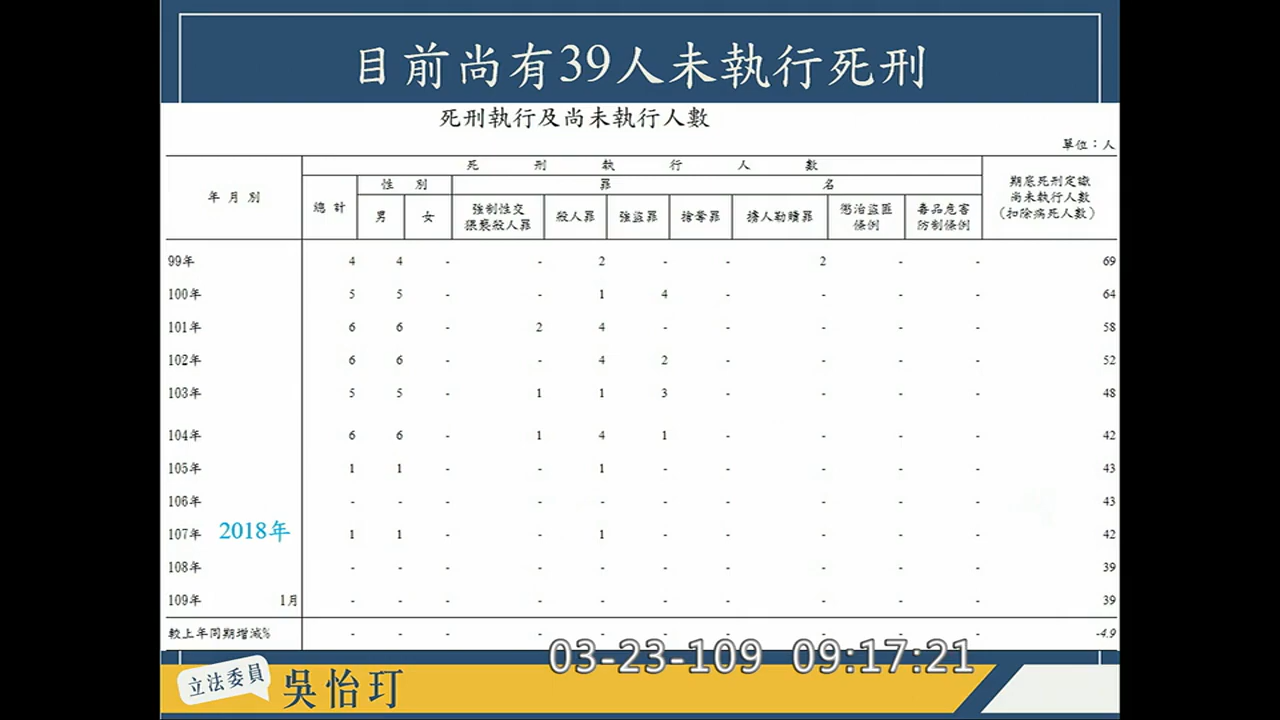 目前尚有39人未執行死刑
死刑執行及尚未執行人數
單位：人
年月別 死刑執行人數 期底死刑定讞尚未執行人數（扣除病死人數）
總計 性別 罪名
男 女 強制性交猥褻殺人罪 殺人罪 強盜罪 搶奪罪 擄人勒贖罪 懲治盜匪條例 毒品危害防制條例
99年 4 4 - - 2 - - 2 - - 69
100年 5 5 - - 1 4 - - - - 64
101年 6 6 - 2 4 - - - - - 58
102年 6 6 - - 4 2 - - - - 52
103年 5 5 - 1 1 3 - - - - 48
104年 6 6 - 1 4 1 - - - - 42
105年 1 1 - - 1 - - - - - 43
106年 - - - - - - - - - - 43
107年 2018年 1 1 - - 1 - - - - - 42
108年 - - - - - - - - - - 39
109年 1月 - - - - - - - - - - 39
較上年同期增減% - - - - - - - - - - -4.9
03-23-109 09:17:21
立法委員 吳怡玎